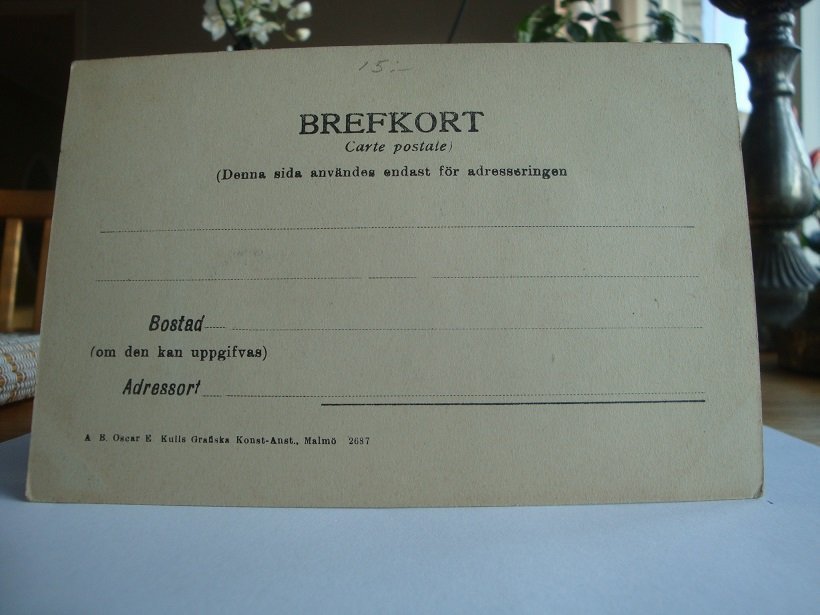 15:-
BREFKORT
Carte postale)
(Denna sida användes endast för adresseringen
Bostad
(om den kan uppgifvas)
Adressort
A B. Oscar E Kulls Grafiska Konst-Anst., Malmö 2687